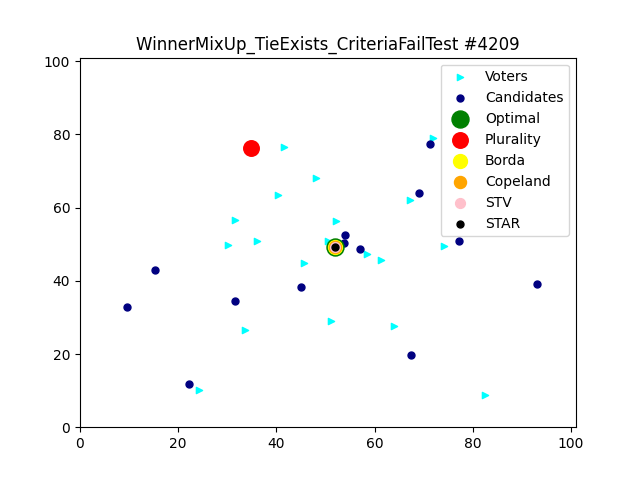 WinnerMixUp_TieExists_CriteriaFailTest #4209
100
80
60
40
20
0
0
20
40
60
80
100
Voters
Candidates
Optimal
Plurality
Borda
Copeland
STV
STAR